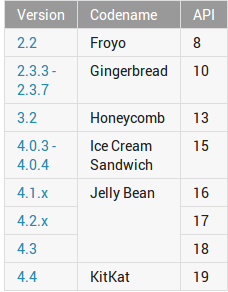 Version Codename API
2.2 Froyo 8
2.3.3 - Gingerbread 10
2.3.7
3.2 Honeycomb 13
4.0.3 - Ice Cream 15
4.0.4 Sandwich
4.1.x Jelly Bean 16
4.2.x 17
4.3 18
4.4 KitKat 19